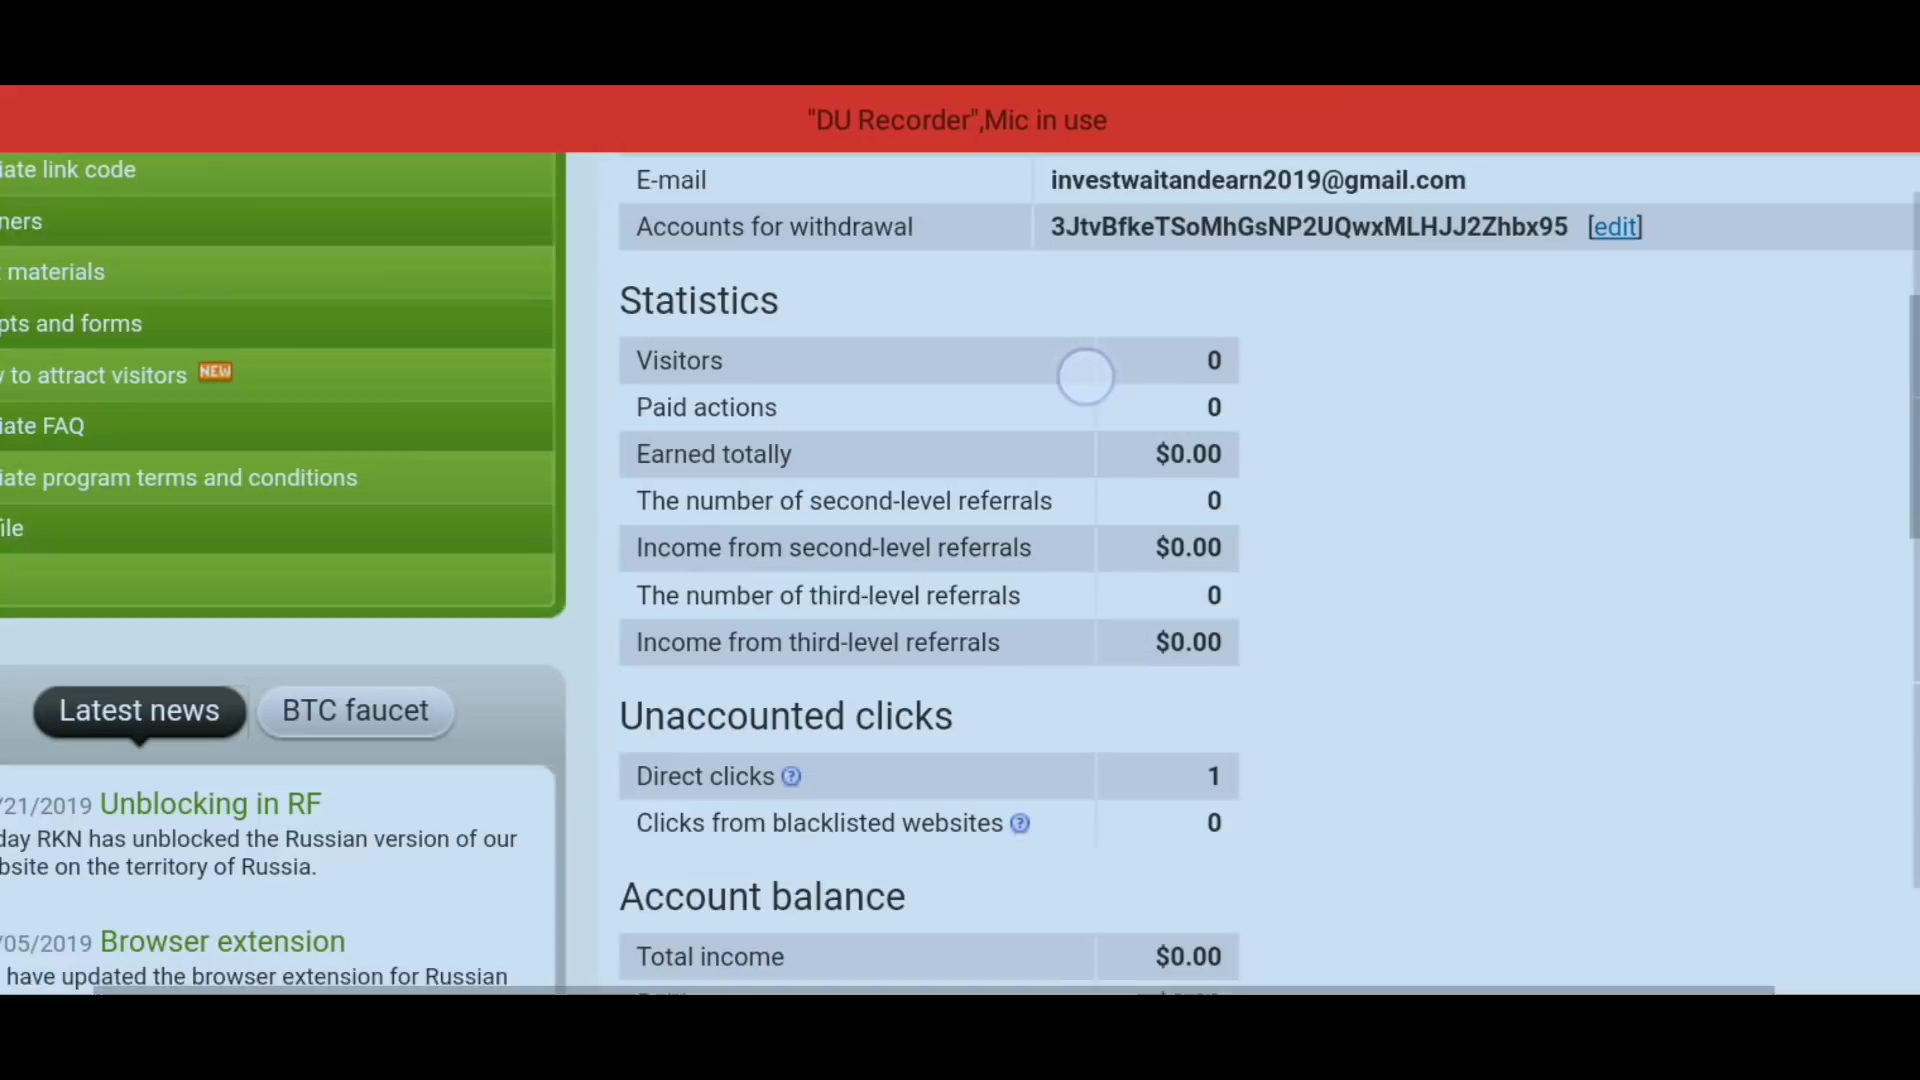 "DU Recorder",Mic in use
iate link code
ners
materials
pts and forms
to attract visitors NEW
iate FAQ
iate program terms and conditions
file
E-mail investwaitandearn2019@gmail.com
Accounts for withdrawal 3JtvBfkeTSoMhGsNP2UQwxMLHJJ2Zhbx95 [edit]
Statistics
Visitors 0
Paid actions 0
Earned totally $0.00
The number of second-level referrals 0
Income from second-level referrals $0.00
The number of third-level referrals 0
Income from third-level referrals $0.00
Unaccounted clicks
Direct clicks ? 1
Clicks from blacklisted websites ? 0
Account balance
Total income $0.00
Latest news BTC faucet
/21/2019 Unblocking in RF
day RKN has unblocked the Russian version of our
bsite on the territory of Russia.
/05/2019 Browser extension
have updated the browser extension for Russian